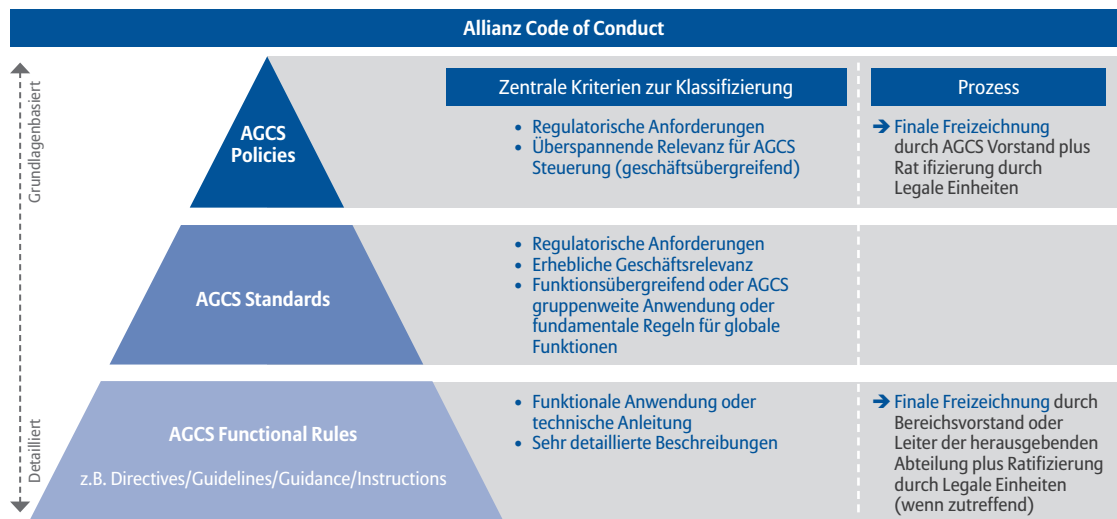 Allianz Code of Conduct
Grundlagenbasiert
Detailliert
Zentrale Kriterien zur Klassifizierung
Prozess
AGCS
Policies
• Regulatorische Anforderungen
• Überspannende Relevanz für AGCS
Steuerung (geschäftsübergreifend)
➔ Finale Freizeichnung
durch AGCS Vorstand plus
Rat ifizierung durch
Legale Einheiten
AGCS Standards
• Regulatorische Anforderungen
• Erhebliche Geschäftsrelevanz
• Funktionsübergreifend oder AGCS
gruppenweite Anwendung oder
fundamentale Regeln für globale
Funktionen
AGCS Functional Rules
z.B. Directives/Guidelines/Guidance/Instructions
• Funktionale Anwendung oder
technische Anleitung
• Sehr detaillierte Beschreibungen
➔ Finale Freizeichnung durch
Bereichsvorstand oder
Leiter der herausgebenden
Abteilung plus Ratifizierung
durch Legale Einheiten
(wenn zutreffend)